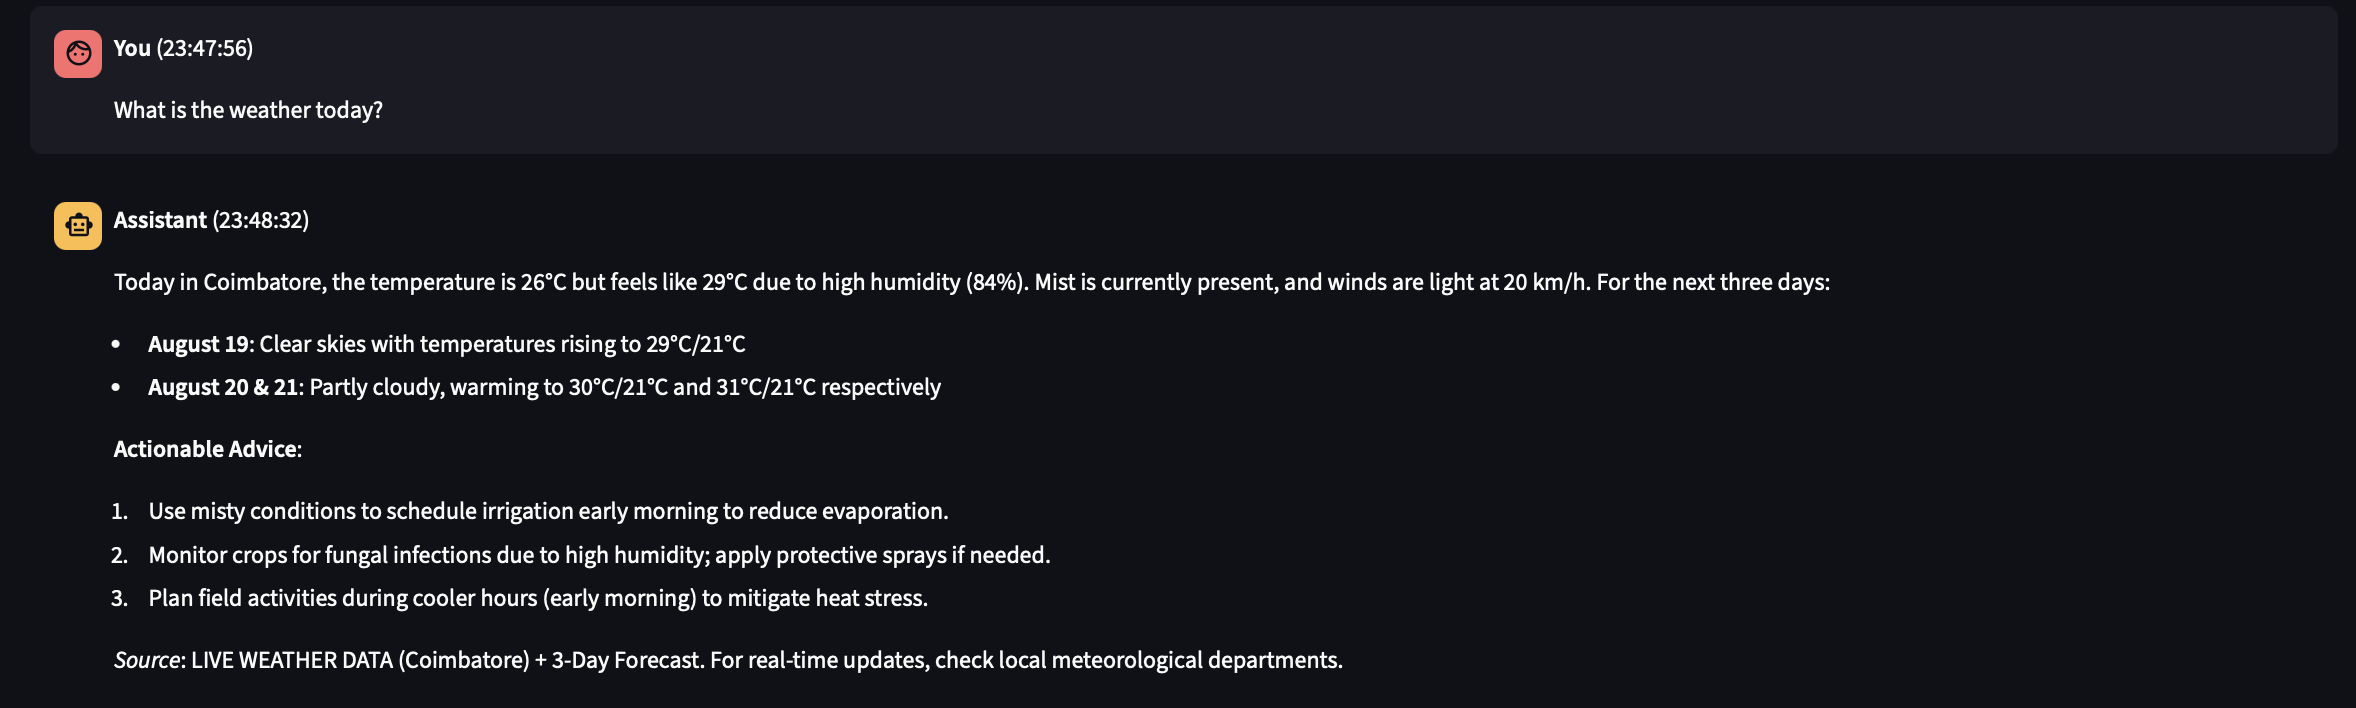 You (23:47:56)
What is the weather today?
Assistant (23:48:32)
Today in Coimbatore, the temperature is 26°C but feels like 29°C due to high humidity (84%). Mist is currently present, and winds are light at 20 km/h. For the next three days:
• August 19: Clear skies with temperatures rising to 29°C/21°C
• August 20 & 21: Partly cloudy, warming to 30°C/21°C and 31°C/21°C respectively
Actionable Advice:
1. Use misty conditions to schedule irrigation early morning to reduce evaporation.
2. Monitor crops for fungal infections due to high humidity; apply protective sprays if needed.
3. Plan field activities during cooler hours (early morning) to mitigate heat stress.
Source: LIVE WEATHER DATA (Coimbatore) + 3-Day Forecast. For real-time updates, check local meteorological departments.